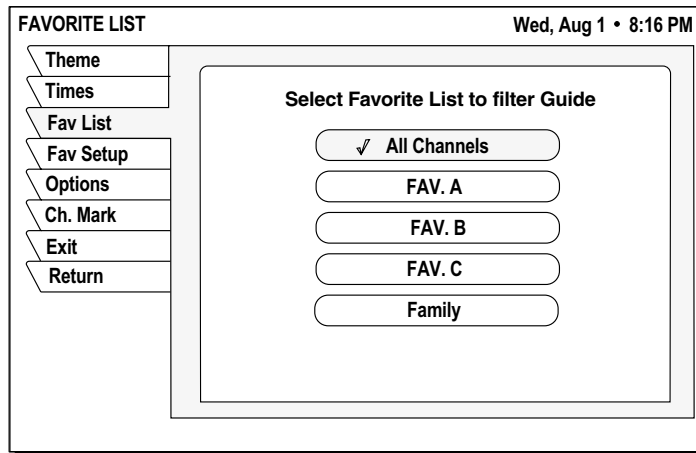 FAVORITE LIST
Wed, Aug 1 • 8:16 PM
Theme
Times
Fav List
Fav Setup
Options
Ch. Mark
Exit
Return
Select Favorite List to filter Guide
✓ All Channels
FAV. A
FAV. B
FAV. C
Family